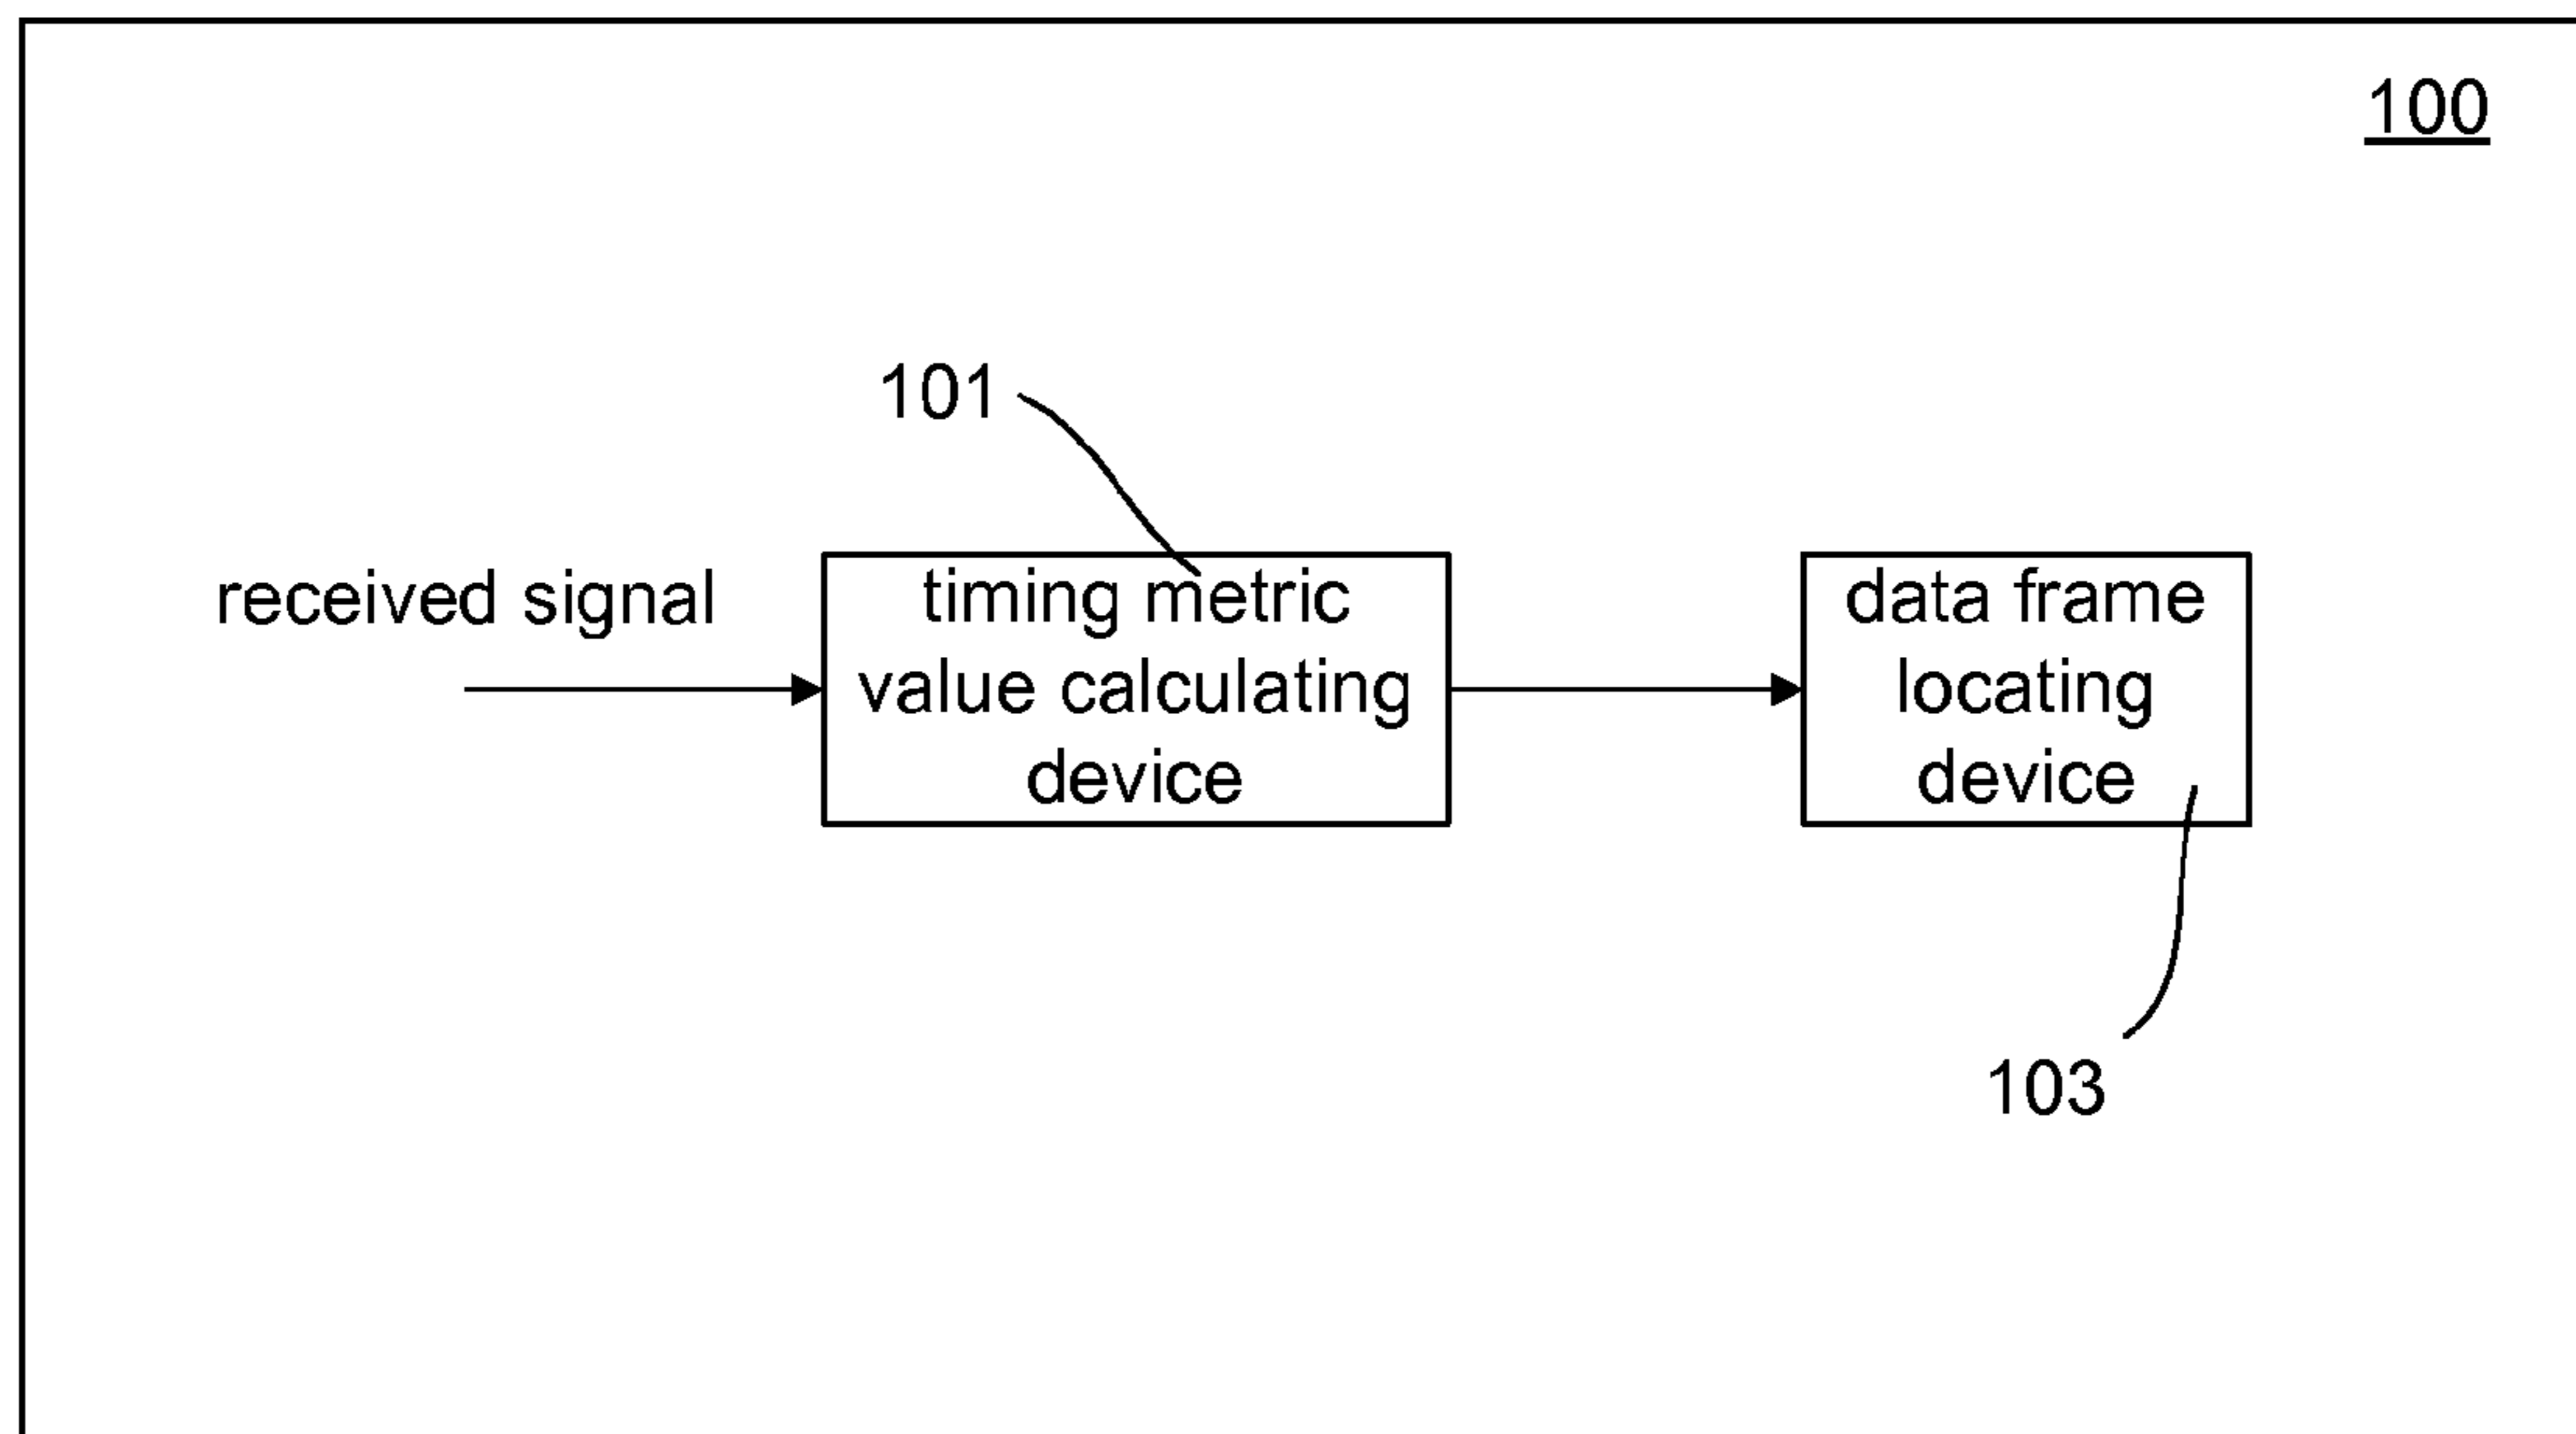 100
101
received signal
timing metric
value calculating
device
data frame
locating
device
103